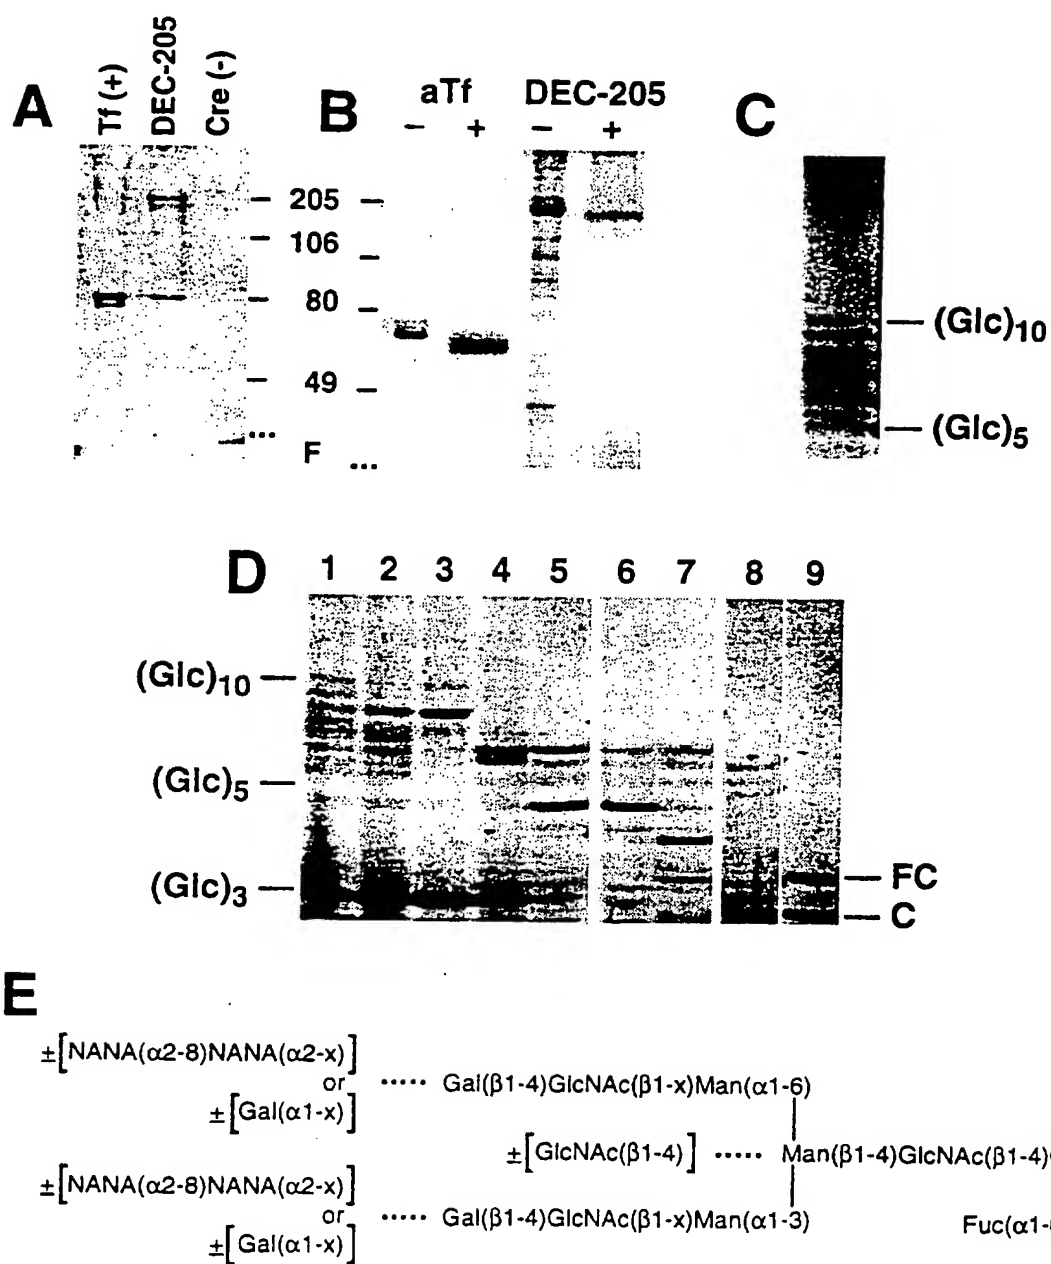 A
Tf (+)
DEC-205
Cre (-)
B
aTf
DEC-205
− + − +
C
205
106
80
49
F
(Glc)10
(Glc)5
D
1 2 3 4 5 6 7 8 9
(Glc)10
(Glc)5
(Glc)3
FC
C
E
±[NANA(α2-8)NANA(α2-x)]
or ····· Gal(β1-4)GlcNAc(β1-x)Man(α1-6)
±[Gal(α1-x)]
±[GlcNAc(β1-4)] ····· Man(β1-4)GlcNAc(β1-4)
±[NANA(α2-8)NANA(α2-x)]
or ····· Gal(β1-4)GlcNAc(β1-x)Man(α1-3)
±[Gal(α1-x)]
Fuc(α1-